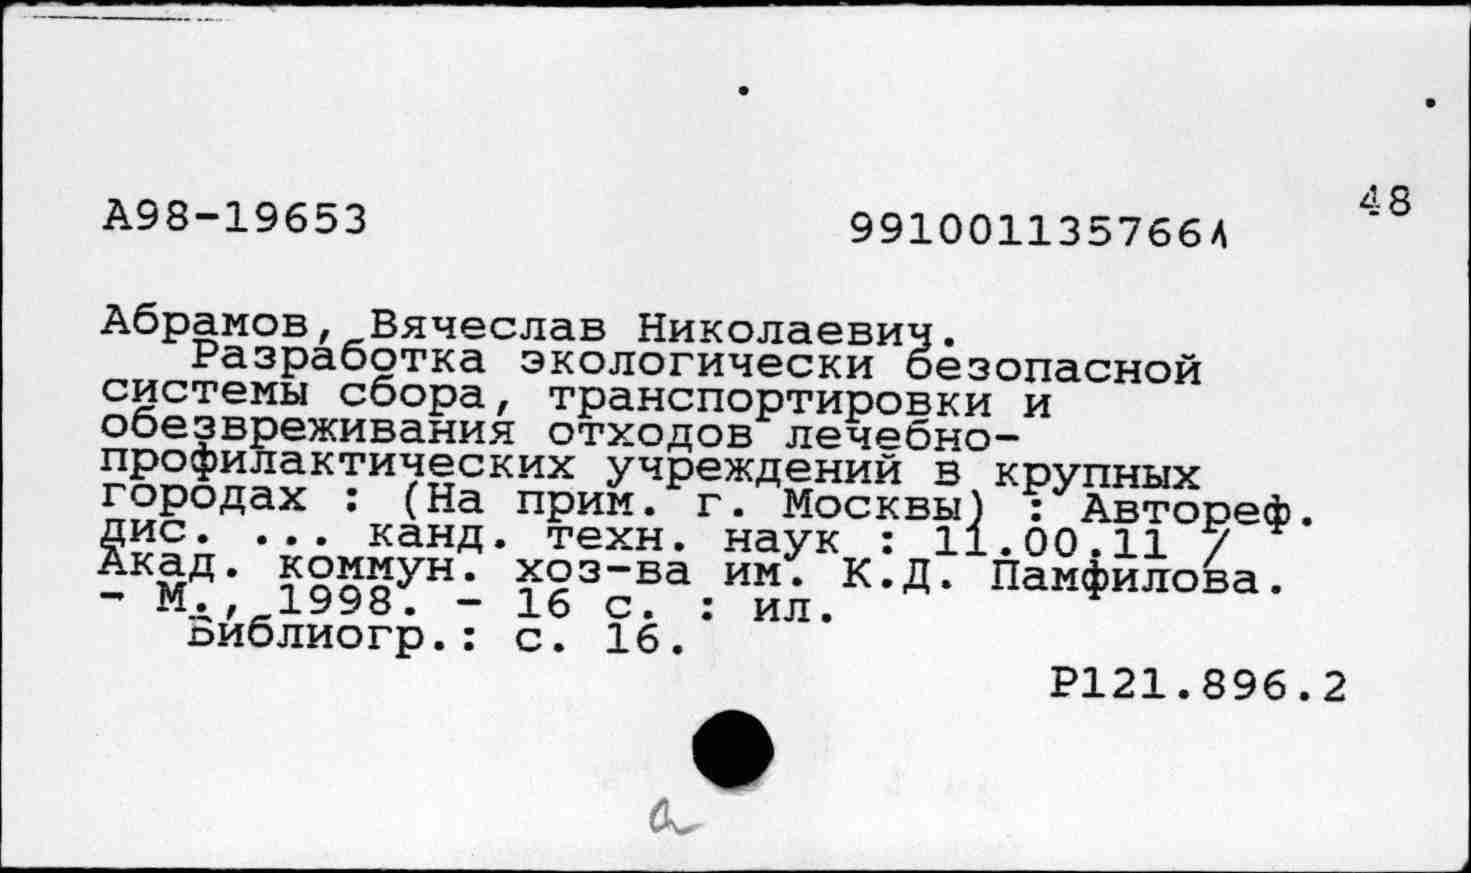 48
А98-19653
991001135766А
Абрамов, Вячеслав Николаевич.
Разработка экологически безопасной
системы сбора, транспортировки и
обезвреживания отходов лечебно-
профилактических учреждений в крупных
городах : (На прим. г. Москвы) : Автореф.
дис. ... канд. техн. наук : 11.00.11 /
Акад. коммун. хоз-ва им. К.Д. Памфилова.
- М., 1998. - 16 с. : ил.
Библиогр.: с. 16.
Р121.896.2
а